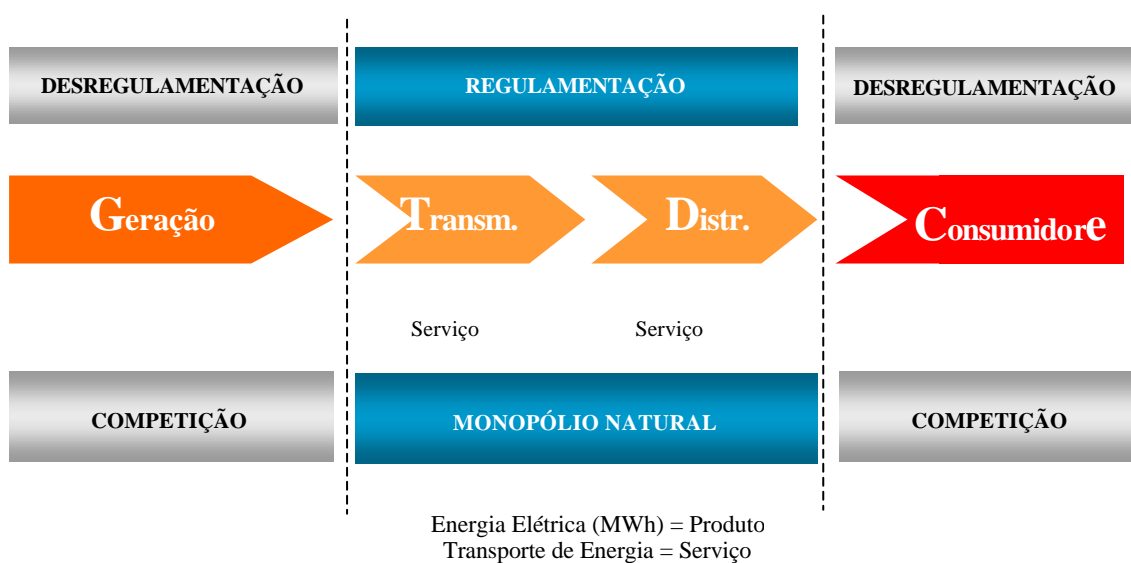 DESREGULAMENTAÇÃO
REGULAMENTAÇÃO
DESREGULAMENTAÇÃO
Geração
Transm.
Distr.
Consumidore
Serviço
Serviço
COMPETIÇÃO
MONOPÓLIO NATURAL
COMPETIÇÃO
Energia Elétrica (MWh) = Produto
Transporte de Energia = Serviço